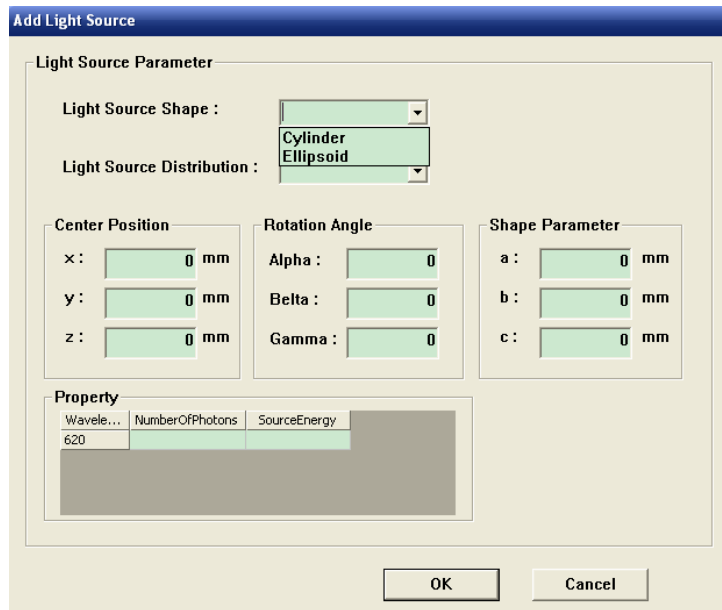 Add Light Source
Light Source Parameter
Light Source Shape :
Cylinder
Ellipsoid
Light Source Distribution :
Center Position
x : 0 mm
y : 0 mm
z : 0 mm
Rotation Angle
Alpha : 0
Belta : 0
Gamma : 0
Shape Parameter
a : 0 mm
b : 0 mm
c : 0 mm
Property
Wavele... NumberOfPhotons SourceEnergy
620
OK Cancel